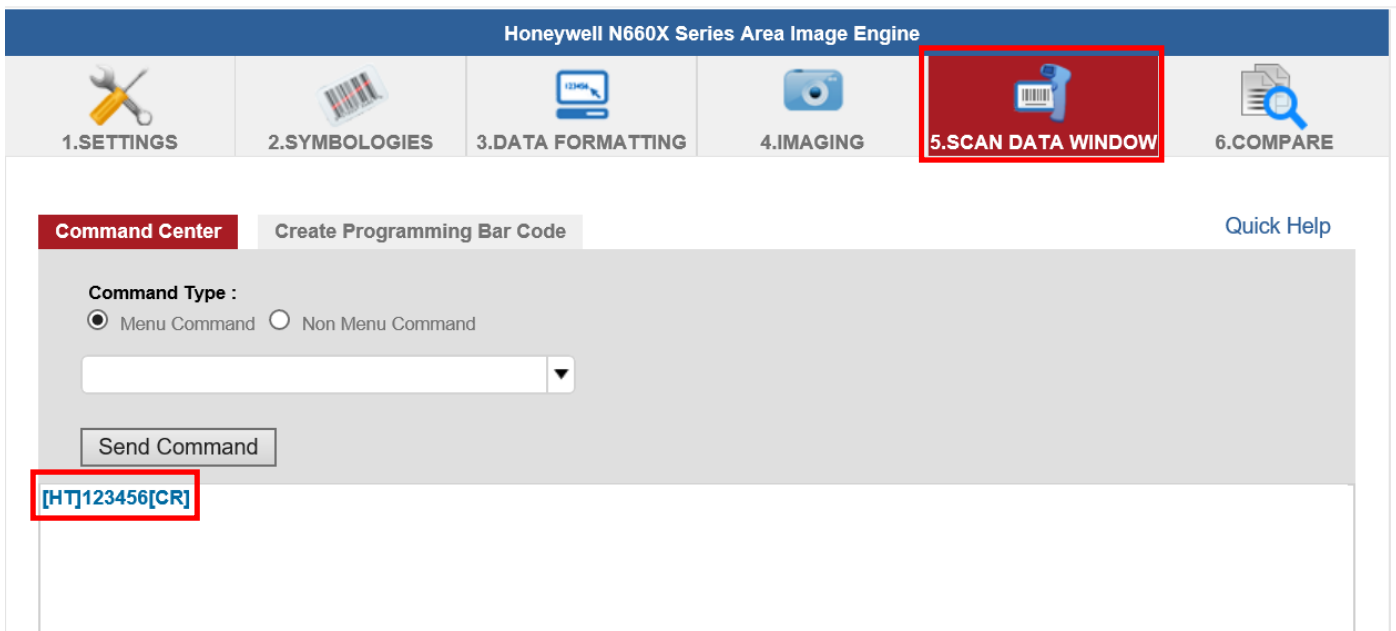 Honeywell N660X Series Area Image Engine
1.SETTINGS
2.SYMBOLOGIES
3.DATA FORMATTING
4.IMAGING
5.SCAN DATA WINDOW
6.COMPARE
Command Center
Create Programming Bar Code
Quick Help
Command Type :
Menu Command
Non Menu Command
Send Command
[HT]123456[CR]